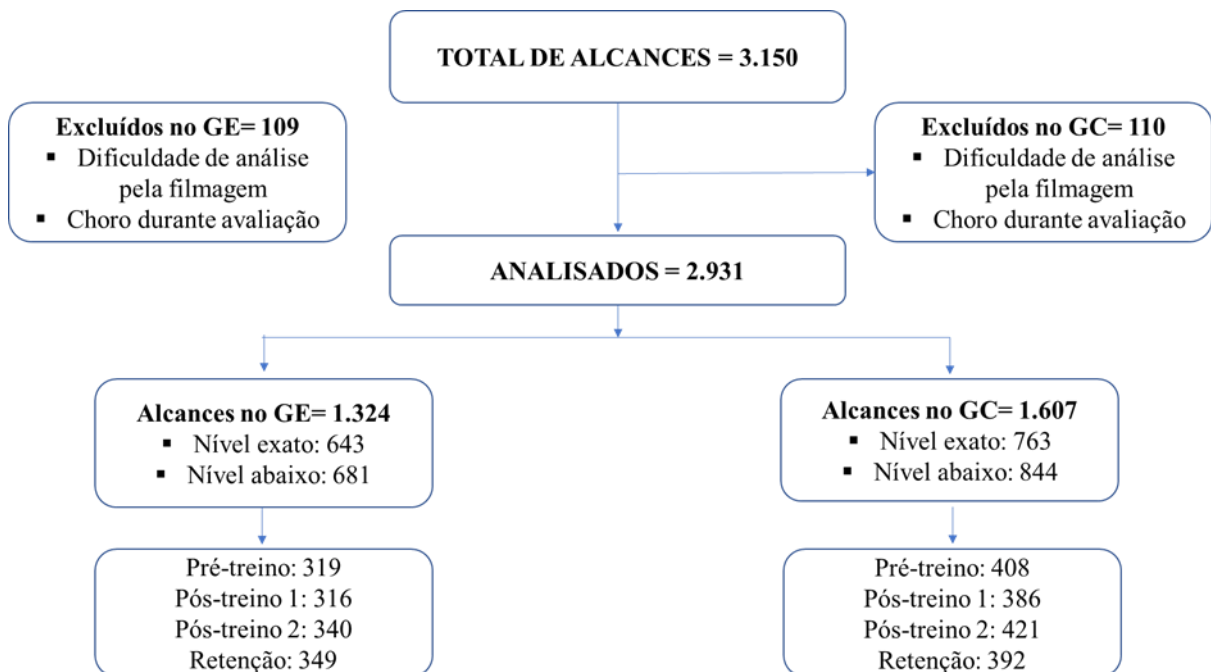 TOTAL DE ALCANCES = 3.150
Excluídos no GE= 109
▪ Dificuldade de análise
pela filmagem
▪ Choro durante avaliação
Excluídos no GC= 110
▪ Dificuldade de análise
pela filmagem
▪ Choro durante avaliação
ANALISADOS = 2.931
Alcances no GE= 1.324
▪ Nível exato: 643
▪ Nível abaixo: 681
Alcances no GC= 1.607
▪ Nível exato: 763
▪ Nível abaixo: 844
Pré-treino: 319
Pós-treino 1: 316
Pós-treino 2: 340
Retenção: 349
Pré-treino: 408
Pós-treino 1: 386
Pós-treino 2: 421
Retenção: 392